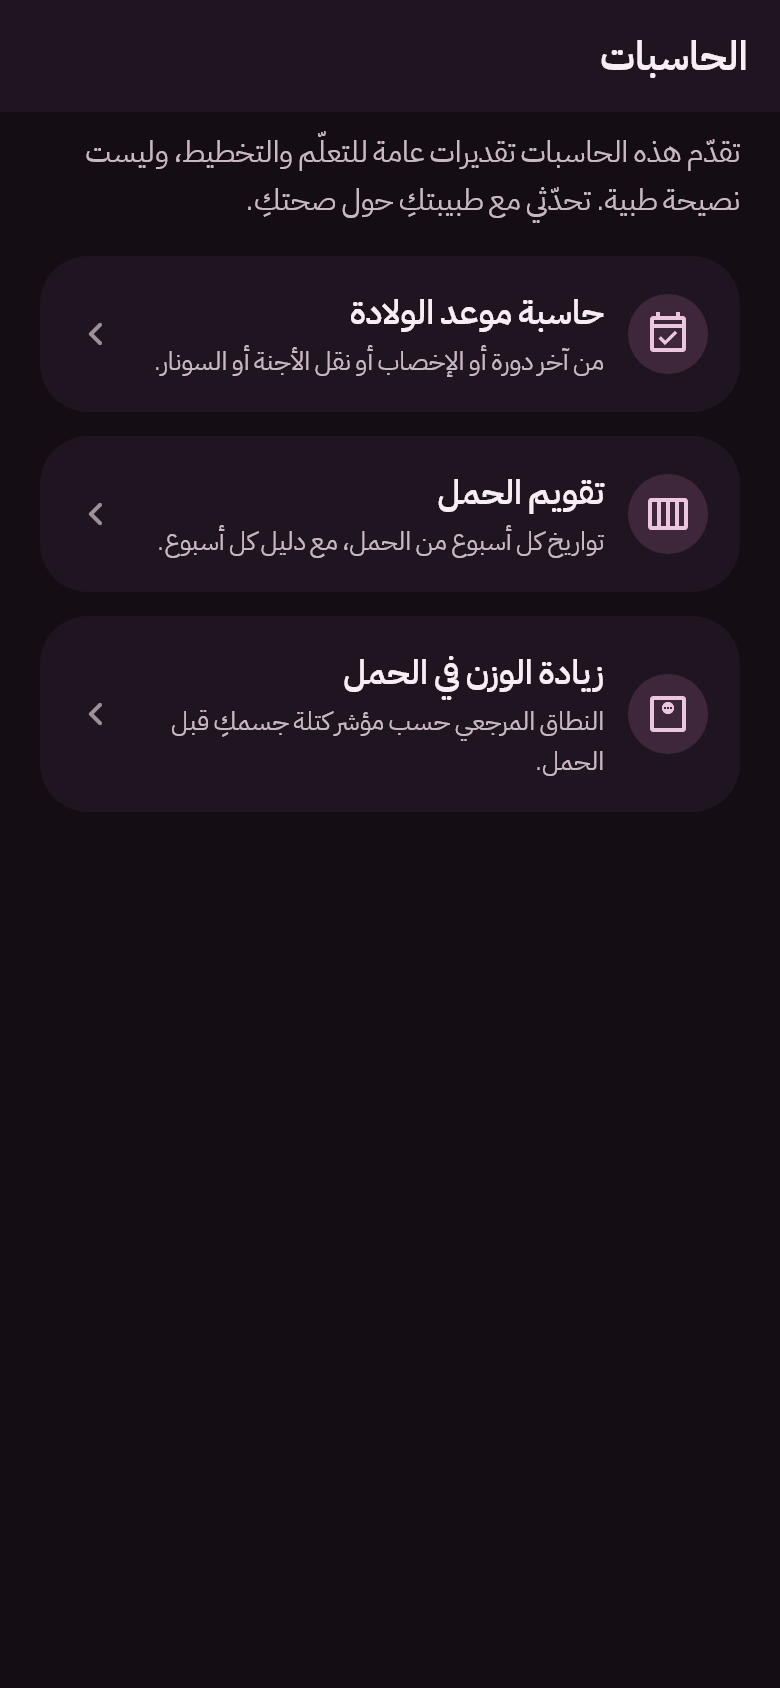 الحاسبات
تقدّم هذه الحاسبات تقديرات عامة للتعلّم والتخطيط، وليست
نصيحة طبية. تحدّثي مع طبيبتكِ حول صحتكِ.
حاسبة موعد الولادة
من آخر دورة أو الإخصاب أو نقل الأجنة أو السونار.
تقويم الحمل
تواريخ كل أسبوع من الحمل، مع دليل كل أسبوع.
زيادة الوزن في الحمل
النطاق المرجعي حسب مؤشر كتلة جسمكِ قبل
الحمل.